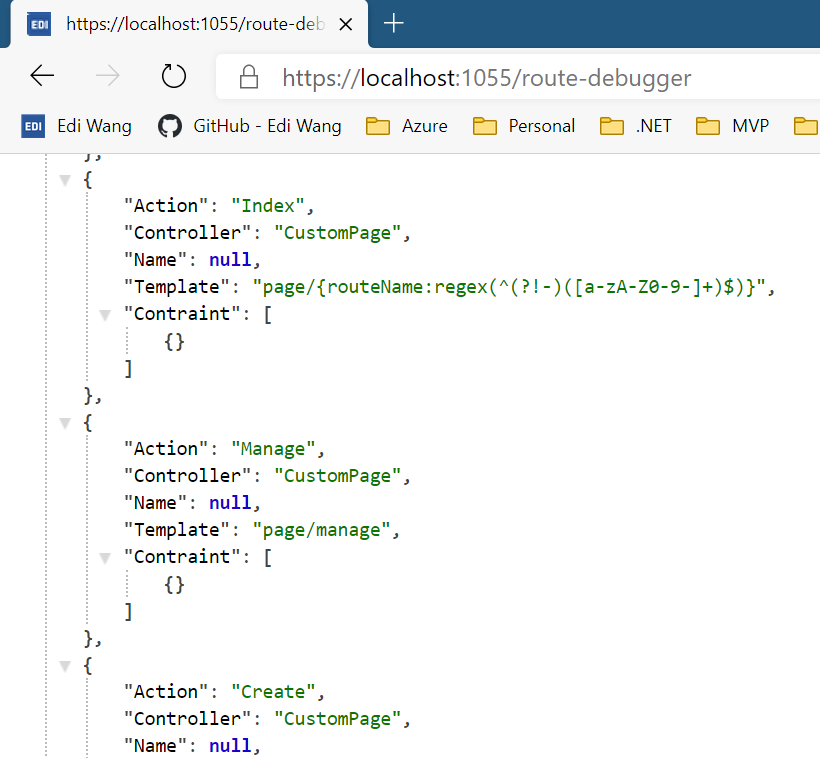 EDI https://localhost:1055/route-deb
https://localhost:1055/route-debugger
EDI Edi Wang GitHub - Edi Wang Azure Personal .NET MVP
},
{
"Action": "Index",
"Controller": "CustomPage",
"Name": null,
"Template": "page/{routeName:regex(^(?!-)([a-zA-Z0-9-]+)$)}",
"Contraint": [
{}
]
},
{
"Action": "Manage",
"Controller": "CustomPage",
"Name": null,
"Template": "page/manage",
"Contraint": [
{}
]
},
{
"Action": "Create",
"Controller": "CustomPage",
"Name": null,